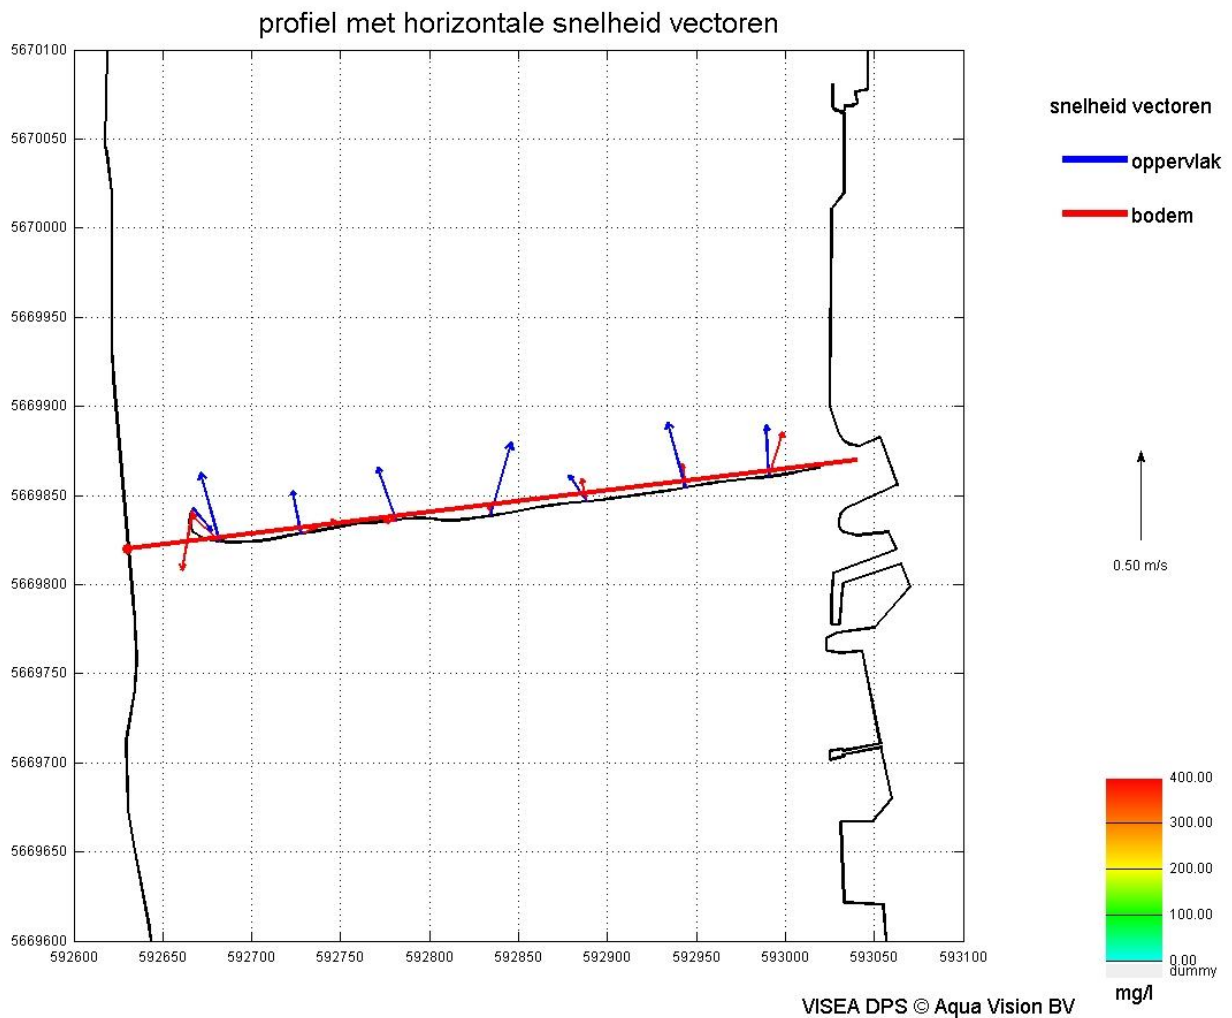 profiel met horizontale snelheid vectoren
5670100
5670050
5670000
5669950
5669900
5669850
5669800
5669750
5669700
5669650
5669600
592600 592650 592700 592750 592800 592850 592900 592950 593000 593050 593100
snelheid vectoren
oppervlak
bodem
0.50 m/s
400.00
300.00
200.00
100.00
0.00
dummy
mg/l
VISEA DPS © Aqua Vision BV